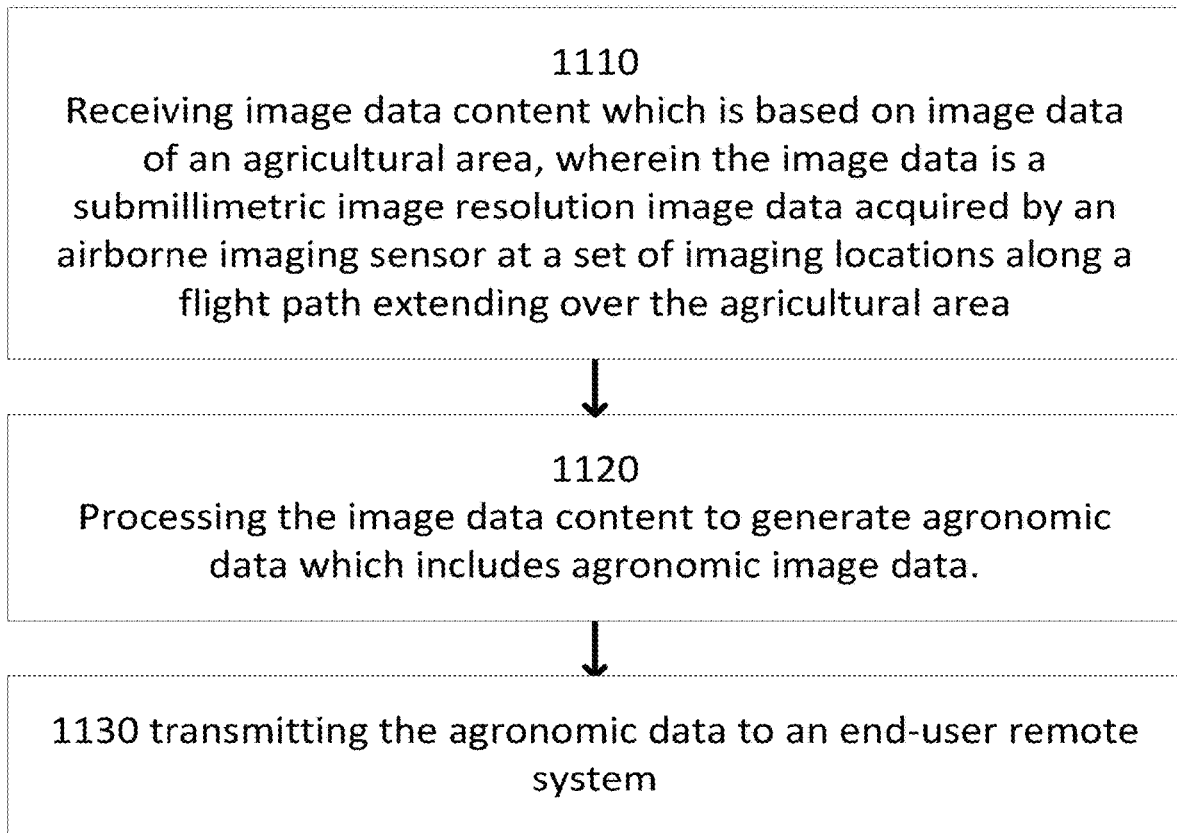 1110
Receiving image data content which is based on image data
of an agricultural area, wherein the image data is a
submillimetric image resolution image data acquired by an
airborne imaging sensor at a set of imaging locations along a
flight path extending over the agricultural area
1120
Processing the image data content to generate agronomic
data which includes agronomic image data.
1130 transmitting the agronomic data to an end-user remote
system